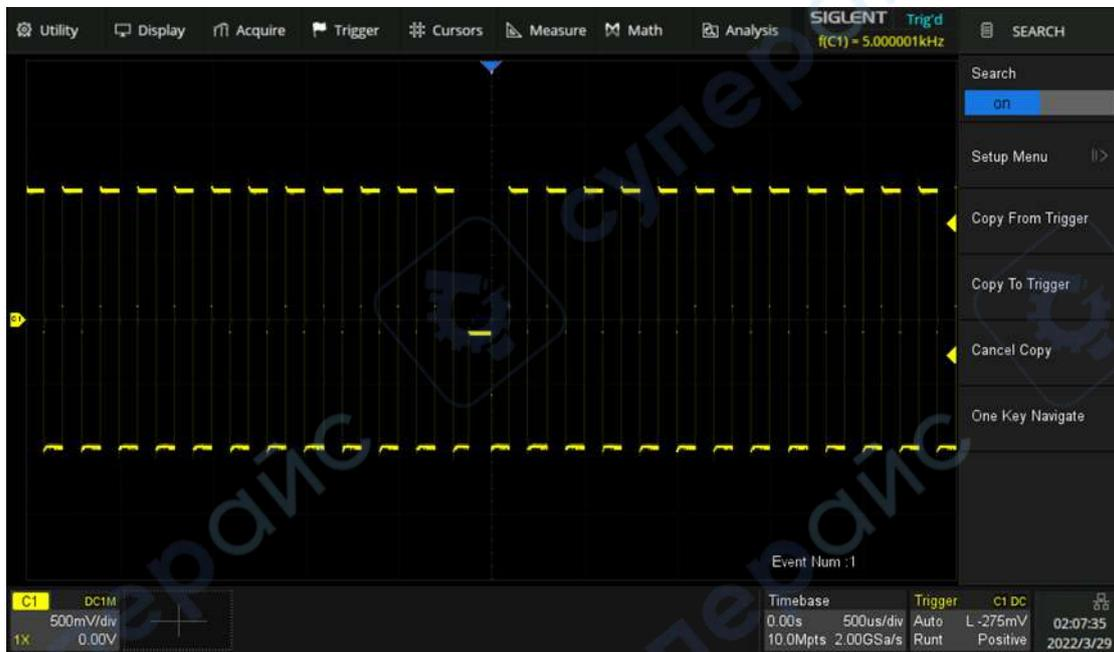 Utility Display Acquire Trigger Cursors Measure Math Analysis
SIGLENT Trig'd
f(C1) = 5.000001kHz
SEARCH
Search
on
Setup Menu
Copy From Trigger
Copy To Trigger
Cancel Copy
One Key Navigate
суперайс
суперайс
C1
Event Num :1
C1 DC1M
500mV/div
1X 0.00V
Timebase
0.00s 500us/div
10.0Mpts 2.00GSa/s
Trigger C1 DC
Auto L -275mV
Runt Positive
02:07:35
2022/3/29